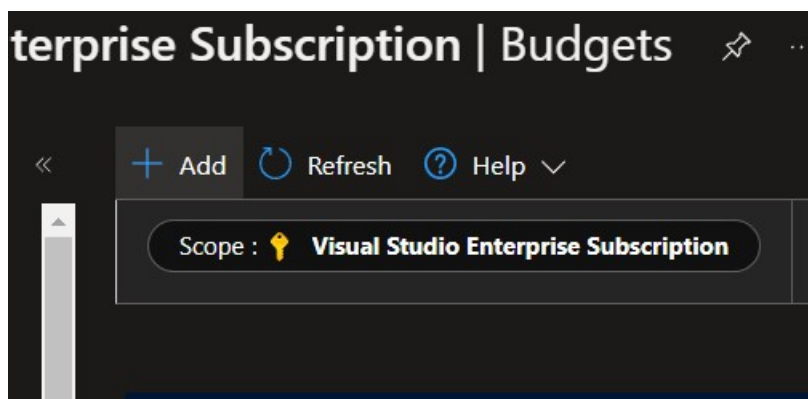 terprise Subscription | Budgets
Add Refresh Help
Scope : Visual Studio Enterprise Subscription